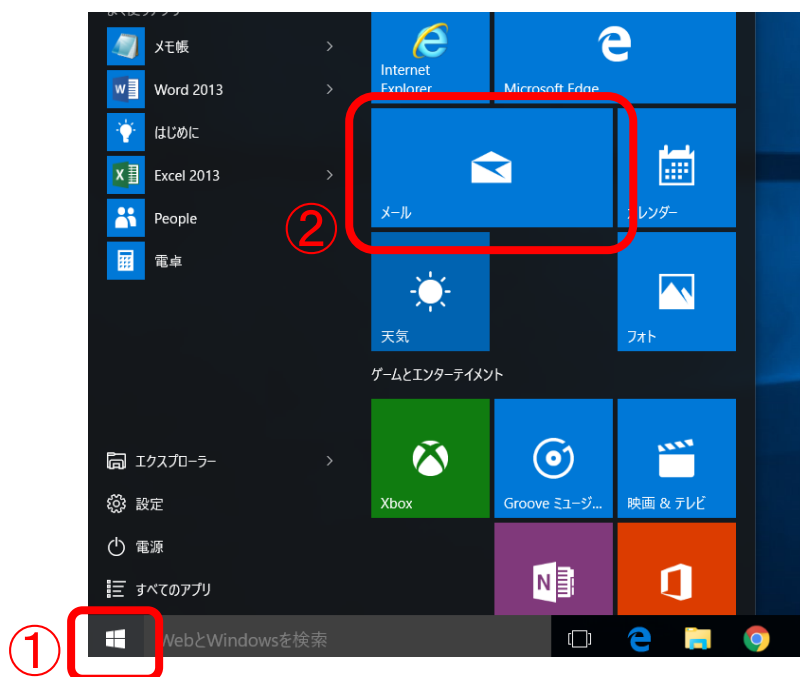 メモ帳
Word 2013
はじめに
Excel 2013
People
電卓
エクスプローラー
設定
電源
すべてのアプリ
Internet
Explorer
Microsoft Edge
メール
カレンダー
天気
フォト
ゲームとエンターテイメント
Xbox
Groove ミュージ...
映画 & テレビ
N
②
①
WebとWindowsを検索